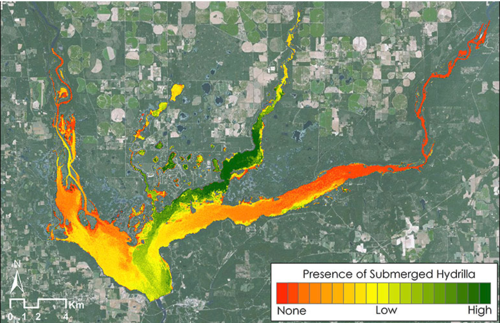 Presence of Submerged Hydrilla
None Low High
N
0 1 2 4 Km